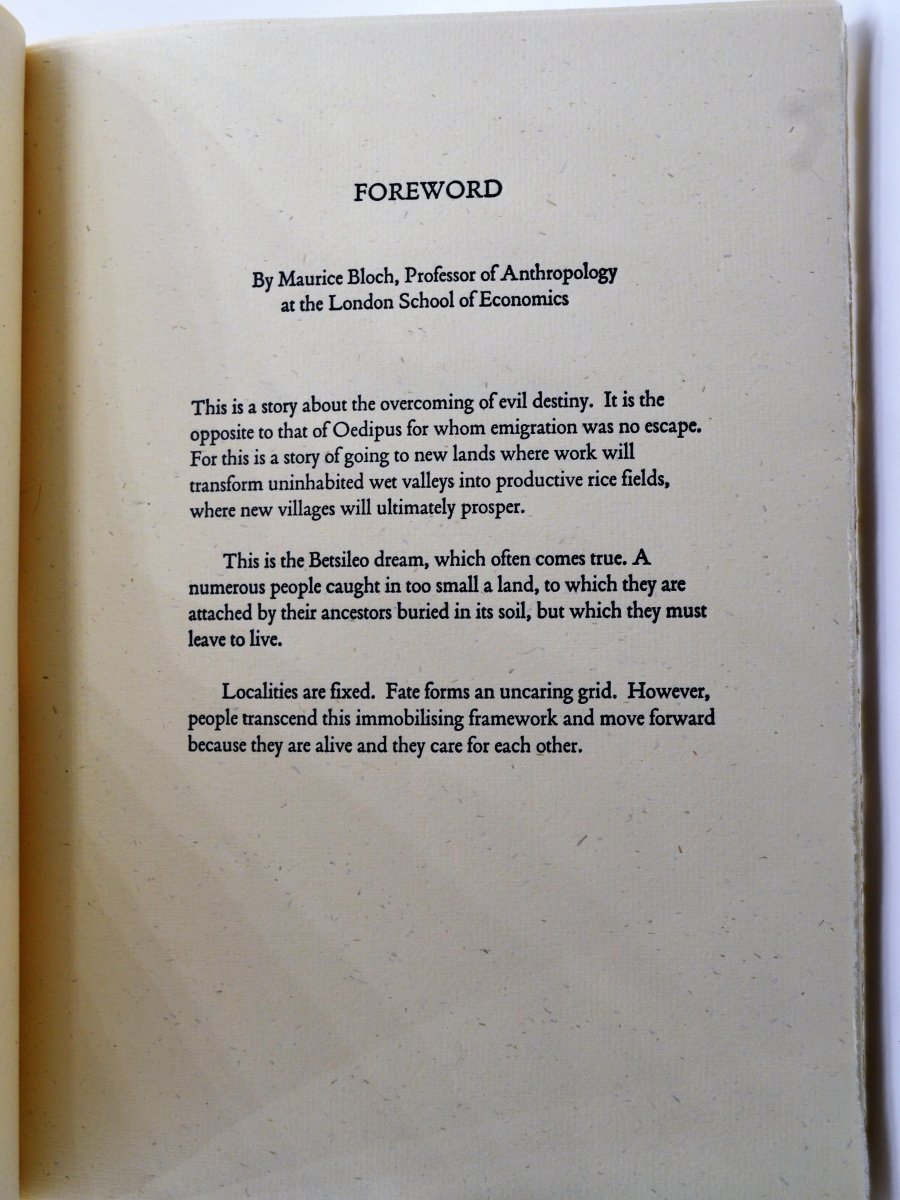 FOREWORD
By Maurice Bloch, Professor of Anthropology
at the London School of Economics
This is a story about the overcoming of evil destiny.  It is the
opposite to that of Oedipus for whom emigration was no escape.
For this is a story of going to new lands where work will
transform uninhabited wet valleys into productive rice fields,
where new villages will ultimately prosper.
This is the Betsileo dream, which often comes true. A
numerous people caught in too small a land, to which they are
attached by their ancestors buried in its soil, but which they must
leave to live.
Localities are fixed.  Fate forms an uncaring grid.  However,
people transcend this immobilising framework and move forward
because they are alive and they care for each other.